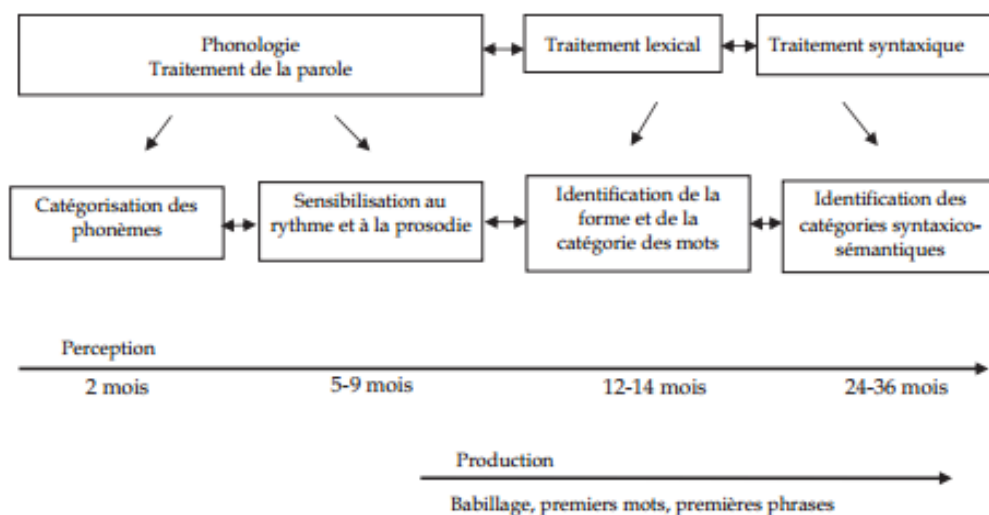 Phonologie
Traitement de la parole
Traitement lexical
Traitement syntaxique
Catégorisation des
phonèmes
Sensibilisation au
rythme et à la prosodie
Identification de la
forme et de la
catégorie des mots
Identification des
catégories syntaxico-
sémantiques
Perception
2 mois
5-9 mois
12-14 mois
24-36 mois
Production
Babillage, premiers mots, premières phrases